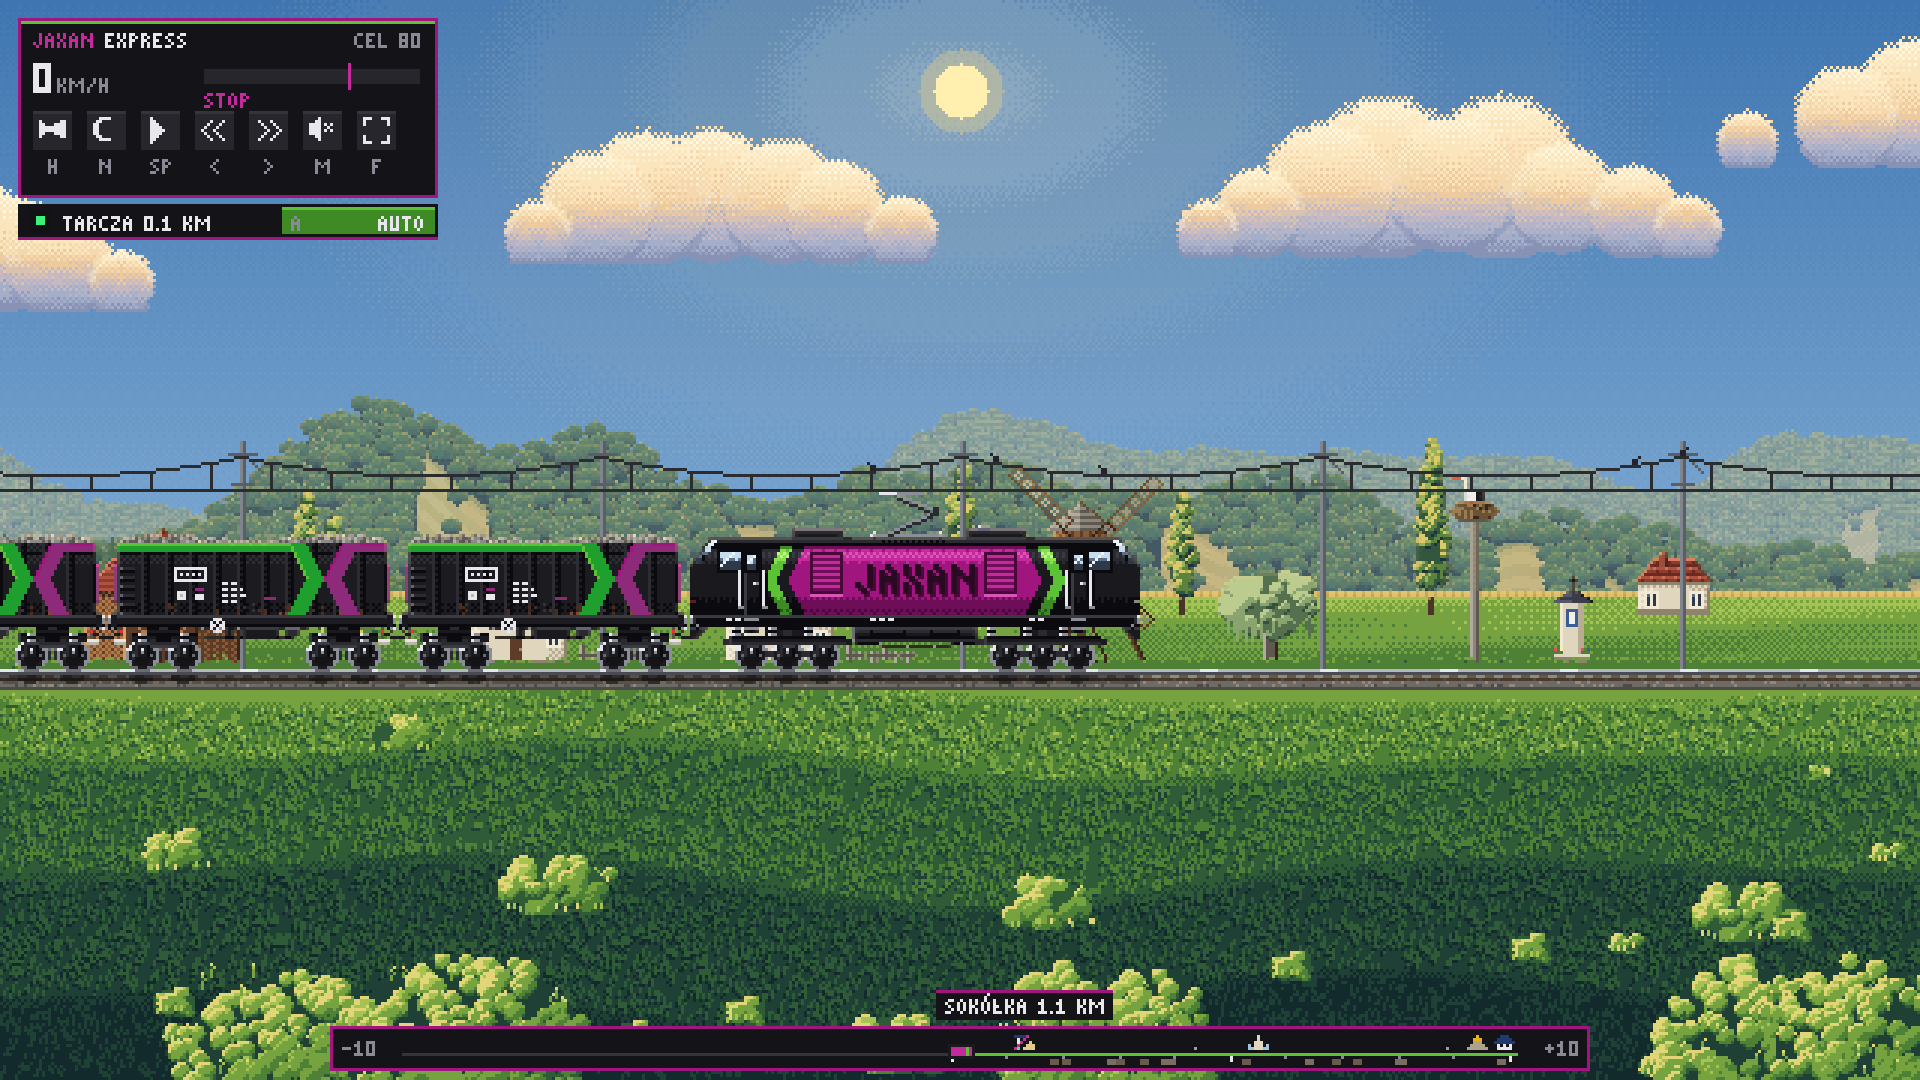 JAXAN EXPRESS CEL 80
0 KM/H
STOP
H N SP < > M F
TARCZA 0.1 KM A AUTO
JAXAN
SOKÓŁKA 1.1 KM
-10 +10